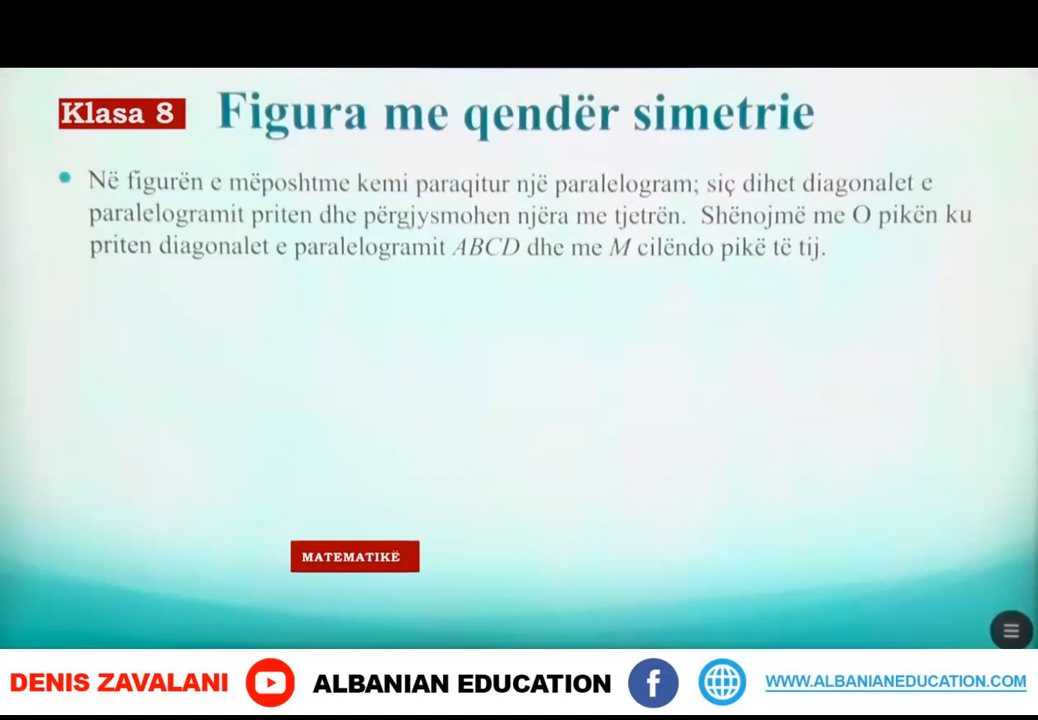 Klasa 8
Figura me qendër simetrie
Në figurën e mëposhtme kemi paraqitur një paralelogram; siç dihet diagonalet e
paralelogramit priten dhe përgjysmohen njëra me tjetrën. Shënojmë me O pikën ku
priten diagonalet e paralelogramit ABCD dhe me M cilëndo pikë të tij.
MATEMATIKË
DENIS ZAVALANI
ALBANIAN EDUCATION
f
WWW.ALBANIANEDUCATION.COM